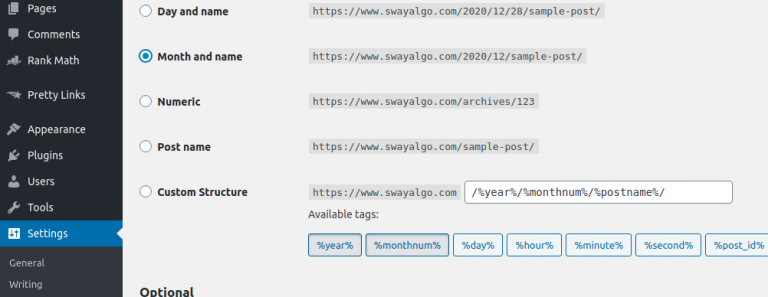 Pages
Comments
Rank Math
Pretty Links
Appearance
Plugins
Users
Tools
Settings
General
Writing
Day and name https://www.swayalgo.com/2020/12/28/sample-post/
Month and name https://www.swayalgo.com/2020/12/sample-post/
Numeric https://www.swayalgo.com/archives/123
Post name https://www.swayalgo.com/sample-post/
Custom Structure https://www.swayalgo.com /%year%/%monthnum%/%postname%/
Available tags:
%year% %monthnum% %day% %hour% %minute% %second% %post_id%
Optional